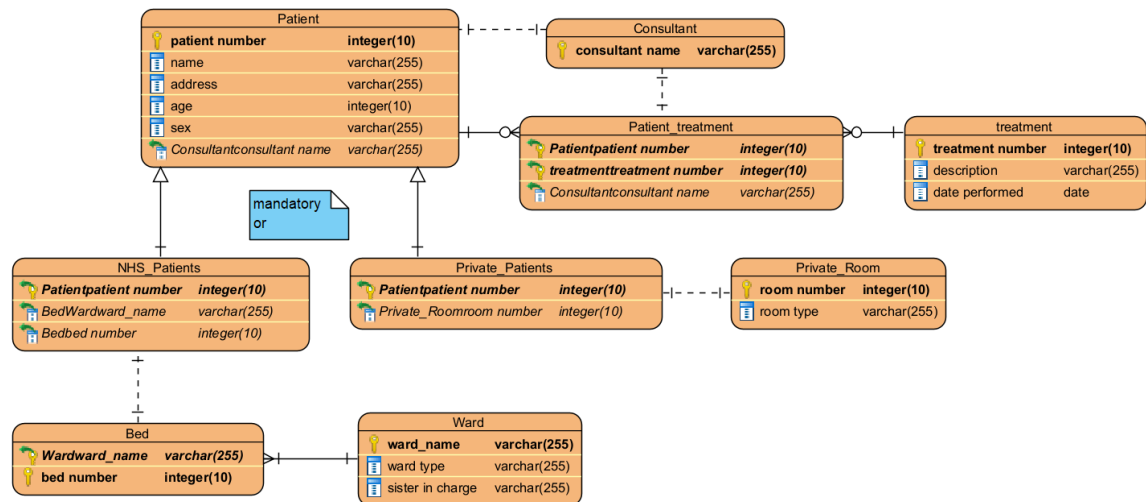 Patient
patient number integer(10)
name varchar(255)
address varchar(255)
age integer(10)
sex varchar(255)
Consultantconsultant name varchar(255)
Consultant
consultant name varchar(255)
Patient_treatment
Patientpatient number integer(10)
treatmenttreatment number integer(10)
Consultantconsultant name varchar(255)
treatment
treatment number integer(10)
description varchar(255)
date performed date
mandatory
or
NHS_Patients
Patientpatient number integer(10)
BedWardward_name varchar(255)
Bedbed number integer(10)
Private_Patients
Patientpatient number integer(10)
Private_Roomroom number integer(10)
Private_Room
room number integer(10)
room type varchar(255)
Bed
Wardward_name varchar(255)
bed number integer(10)
Ward
ward_name varchar(255)
ward type varchar(255)
sister in charge varchar(255)